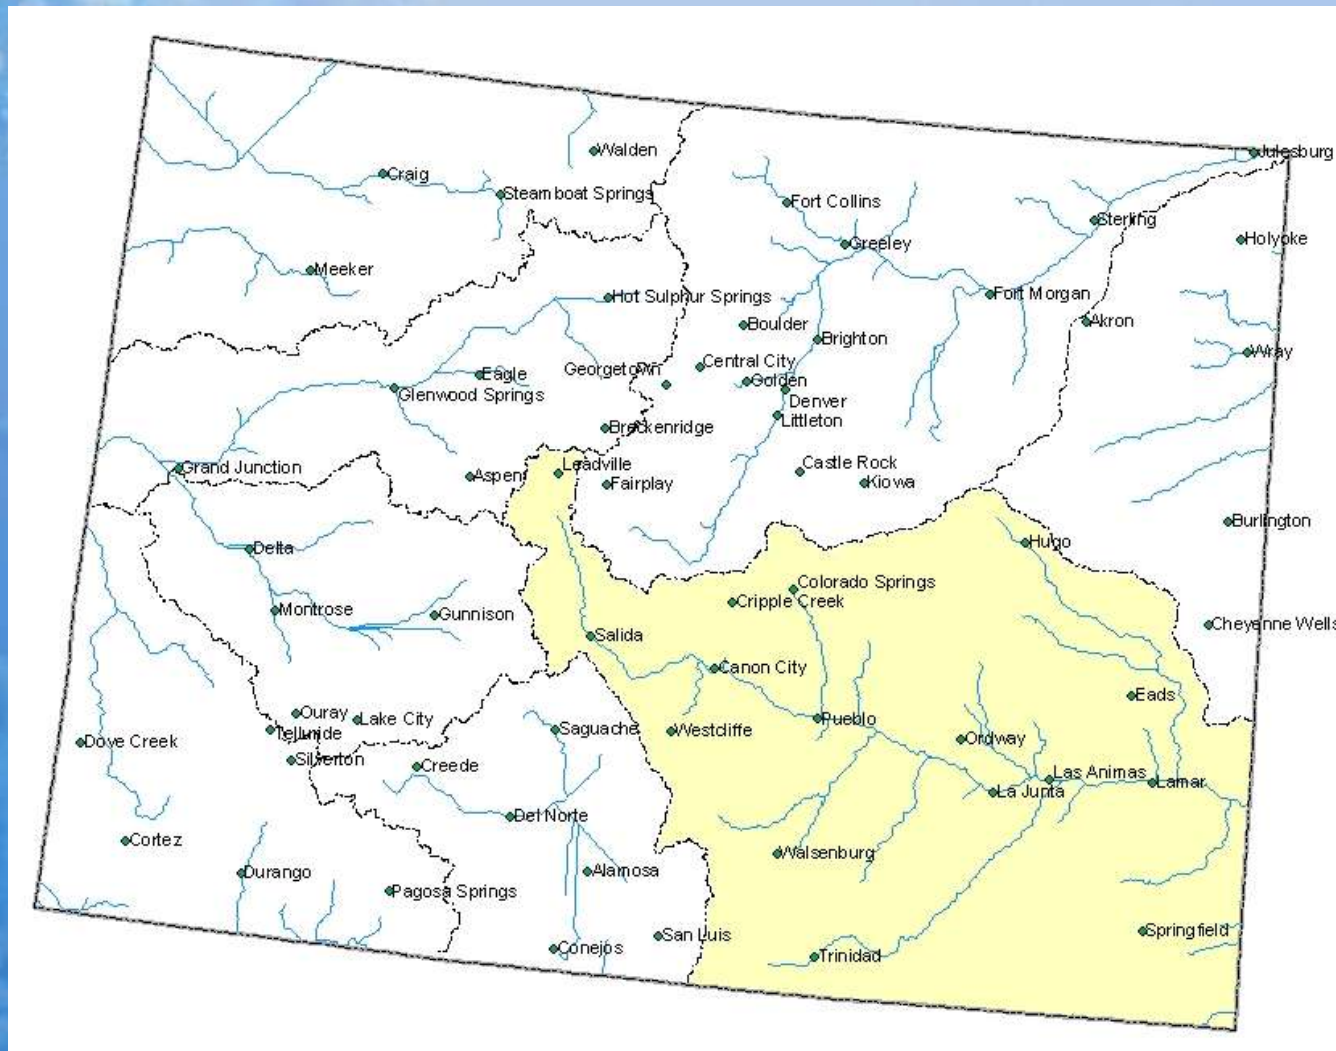 Walden
Julesburg
Craig
Steamboat Springs
Fort Collins
Sterling
Greeley
Holyoke
Meeker
Hot Sulphur Springs
Fort Morgan
Boulder
Akron
Brighton
Wray
Central City
Georgetown
Eagle
Golden
Glenwood Springs
Denver
Littleton
Breckenridge
Grand Junction
Leadville
Castle Rock
Aspen
Fairplay
Kiowa
Burlington
Delta
Hugo
Colorado Springs
Cripple Creek
Montrose
Gunnison
Cheyenne Wells
Salida
Canon City
Eads
Ouray
Lake City
Pueblo
Telluride
Saguache
Westcliffe
Dove Creek
Ordway
Silverton
Creede
Las Animas
Lamar
La Junta
Del Norte
Cortez
Walsenburg
Durango
Alamosa
Pagosa Springs
Springfield
San Luis
Conejos
Trinidad